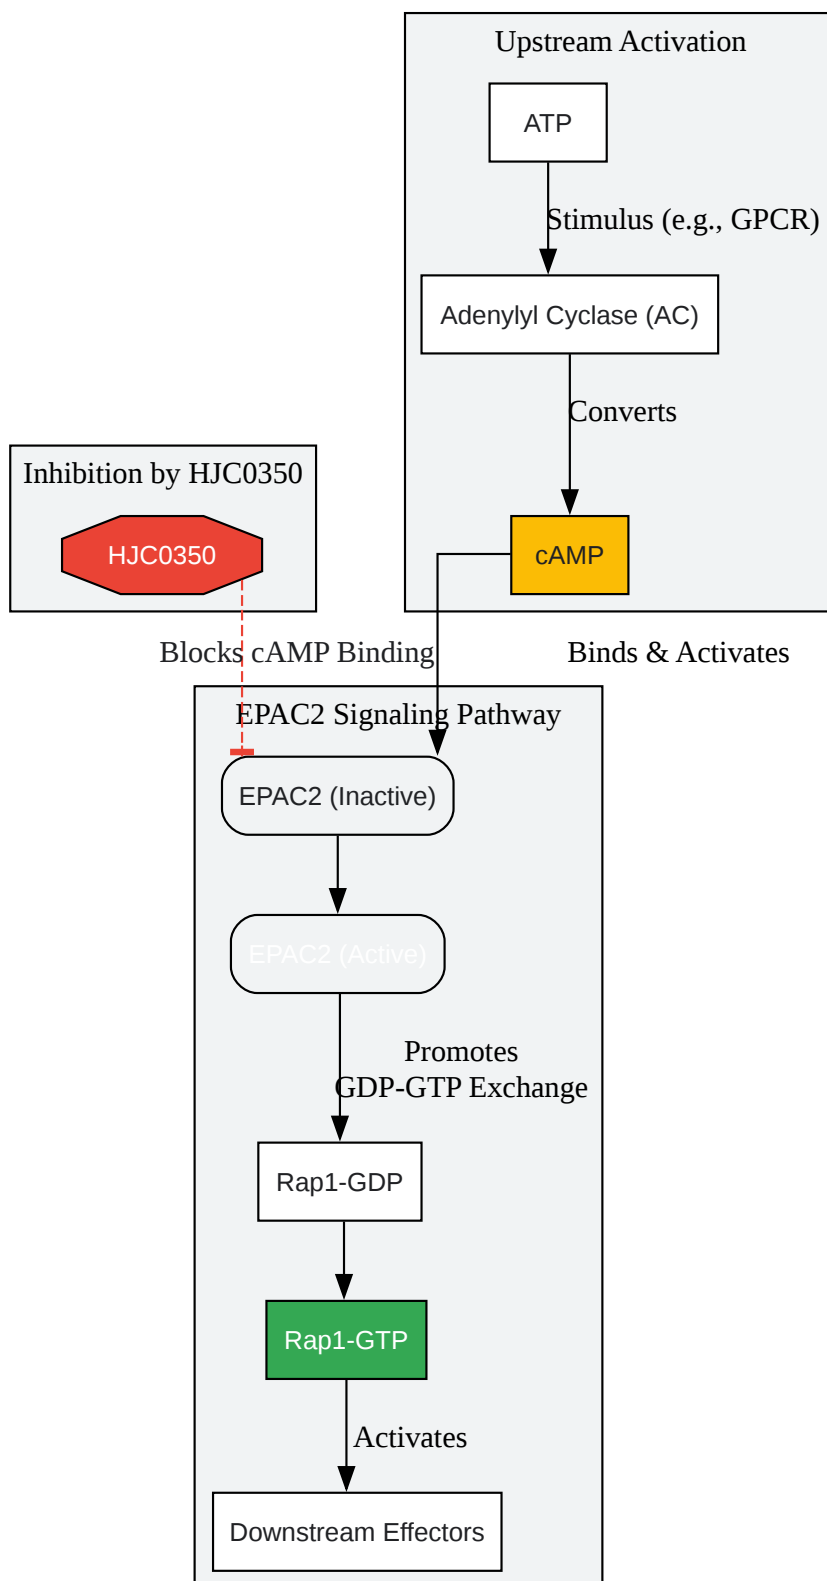 Upstream Activation
ATP
Stimulus (e.g., GPCR)
Adenylyl Cyclase (AC)
Converts
Inhibition by HJC0350
HJC0350
cAMP
Blocks cAMP Binding
Binds & Activates
EPAC2 Signaling Pathway
EPAC2 (Inactive)
EPAC2 (Active)
Promotes
GDP-GTP Exchange
Rap1-GDP
Rap1-GTP
Activates
Downstream Effectors